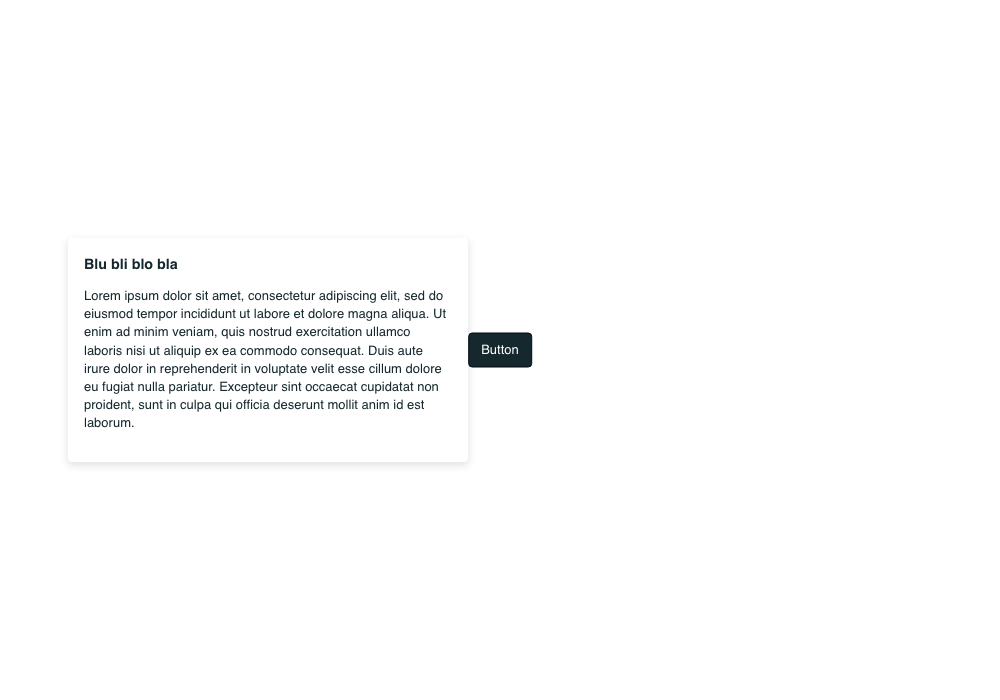 Blu bli blo bla
Lorem ipsum dolor sit amet, consectetur adipiscing elit, sed do
eiusmod tempor incididunt ut labore et dolore magna aliqua. Ut
enim ad minim veniam, quis nostrud exercitation ullamco
laboris nisi ut aliquip ex ea commodo consequat. Duis aute
irure dolor in reprehenderit in voluptate velit esse cillum dolore
eu fugiat nulla pariatur. Excepteur sint occaecat cupidatat non
proident, sunt in culpa qui officia deserunt mollit anim id est
laborum.
Button